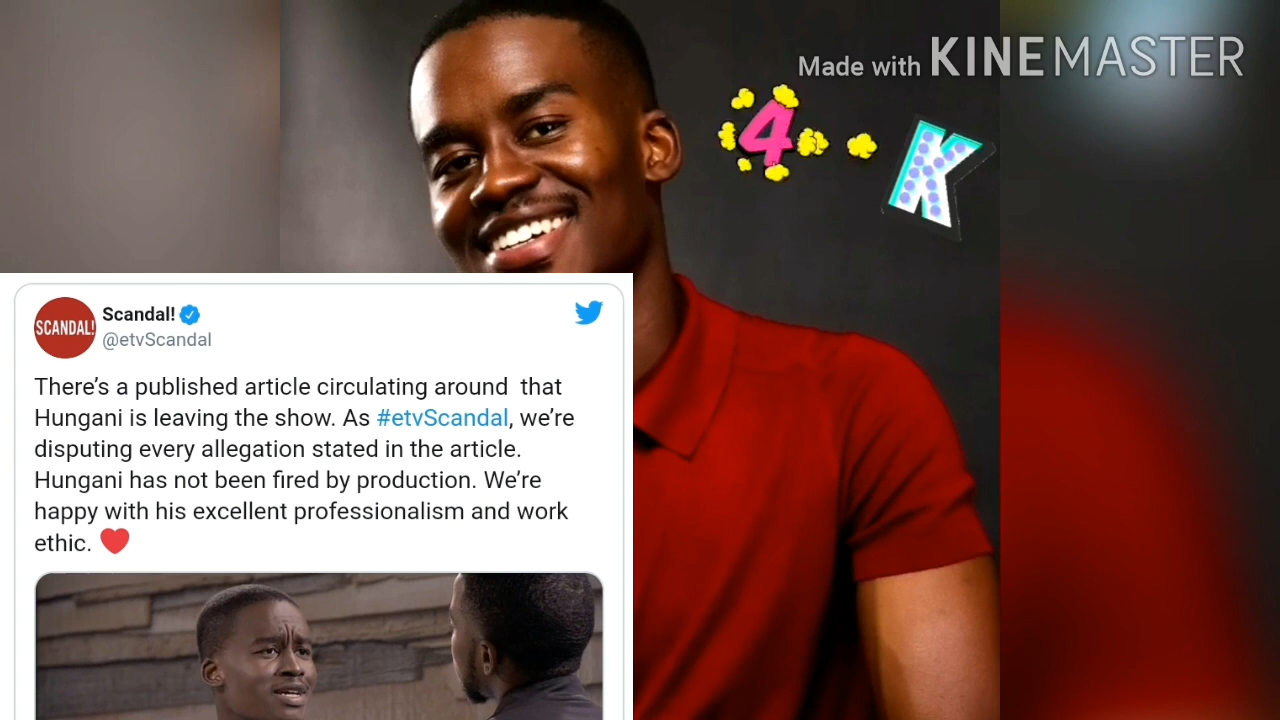 Made with KINEMASTER
4 K
SCANDAL!
Scandal!
@etvScandal
There’s a published article circulating around that
Hungani is leaving the show. As #etvScandal, we’re
disputing every allegation stated in the article.
Hungani has not been fired by production. We’re
happy with his excellent professionalism and work
ethic. ❤️